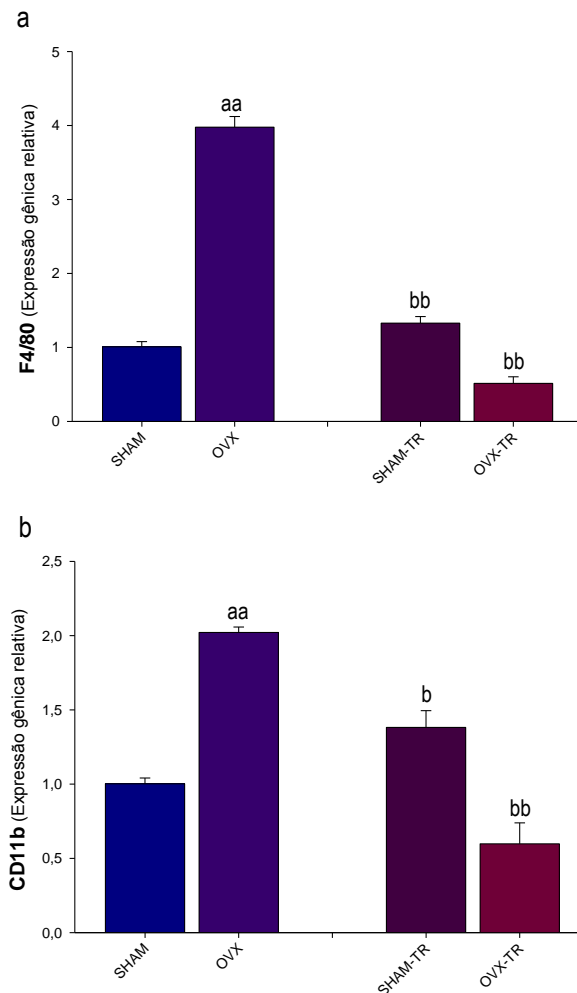 a
5
4
3
2
1
0
F4/80 (Expressão gênica relativa)
aa
bb
bb
SHAM
OVX
SHAM-TR
OVX-TR
b
2,5
2,0
1,5
1,0
0,5
0,0
CD11b (Expressão gênica relativa)
aa
b
bb
SHAM
OVX
SHAM-TR
OVX-TR